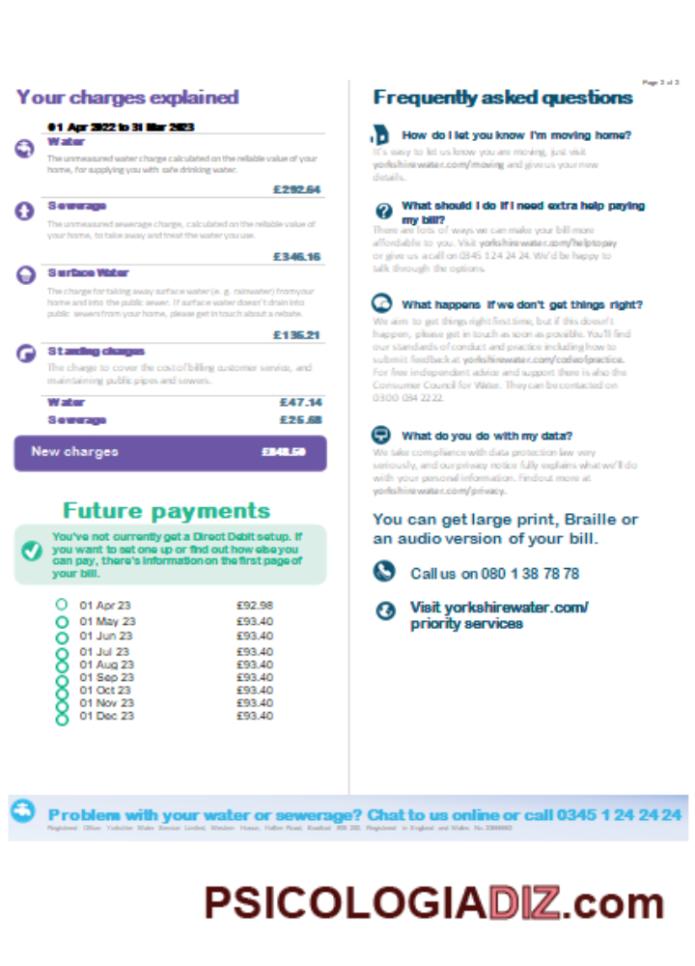 Page 2 of 2
Your charges explained
01 Apr 2022 to 31 Mar 2023
Water
The unmeasured water charge calculated on the reliable value of your
home, for supplying you with safe drinking water.
£292.64
Sewerage
The unmeasured sewerage charge, calculated on the reliable value of
your home, to take away and treat the water you use.
£346.16
Surface Water
The charge for taking away surface water (e. g. rainwater) from your
home and into the public sewer. If surface water doesn't drain into
public sewers from your home, please get in touch about a rebate.
£136.21
Standing charges
The charge to cover the cost of billing customer service, and
maintaining public pipes and sewers.
Water £47.14
Sewerage £25.68
New charges £848.50
Future payments
You've not currently get a Direct Debit setup. If
you want to set one up or find out how else you
can pay, there's information on the first page of
your bill.
01 Apr 23 £92.98
01 May 23 £93.40
01 Jun 23 £93.40
01 Jul 23 £93.40
01 Aug 23 £93.40
01 Sep 23 £93.40
01 Oct 23 £93.40
01 Nov 23 £93.40
01 Dec 23 £93.40
Frequently asked questions
How do I let you know I'm moving home?
It's easy to let us know you are moving, just visit
yorkshirewater.com/moving and give us your new
details.
What should I do if I need extra help paying
my bill?
There are lots of ways we can make your bill more
affordable to you. Visit yorkshirewater.com/helptopay
or give us a call on 0345 1 24 24 24. We'd be happy to
talk through the options.
What happens if we don't get things right?
We aim to get things right first time, but if this doesn't
happen, please get in touch as soon as possible. You'll find
our standards of conduct and practice including how to
submit feedback at yorkshirewater.com/codeofpractice.
For free independent advice and support there is also the
Consumer Council for Water. They can be contacted on
0300 034 2222.
What do you do with my data?
We take compliance with data protection law very
seriously, and our privacy notice fully explains what we'll do
with your personal information. Find out more at
yorkshirewater.com/privacy.
You can get large print, Braille or
an audio version of your bill.
Call us on 080 1 38 78 78
Visit yorkshirewater.com/
priority services
Problem with your water or sewerage? Chat to us online or call 0345 1 24 24 24
Registered Office: Yorkshire Water Service Limited, Western House, Halifax Road, Bradford Registered in England and Wales No.
PSICOLOGIADIZ.com